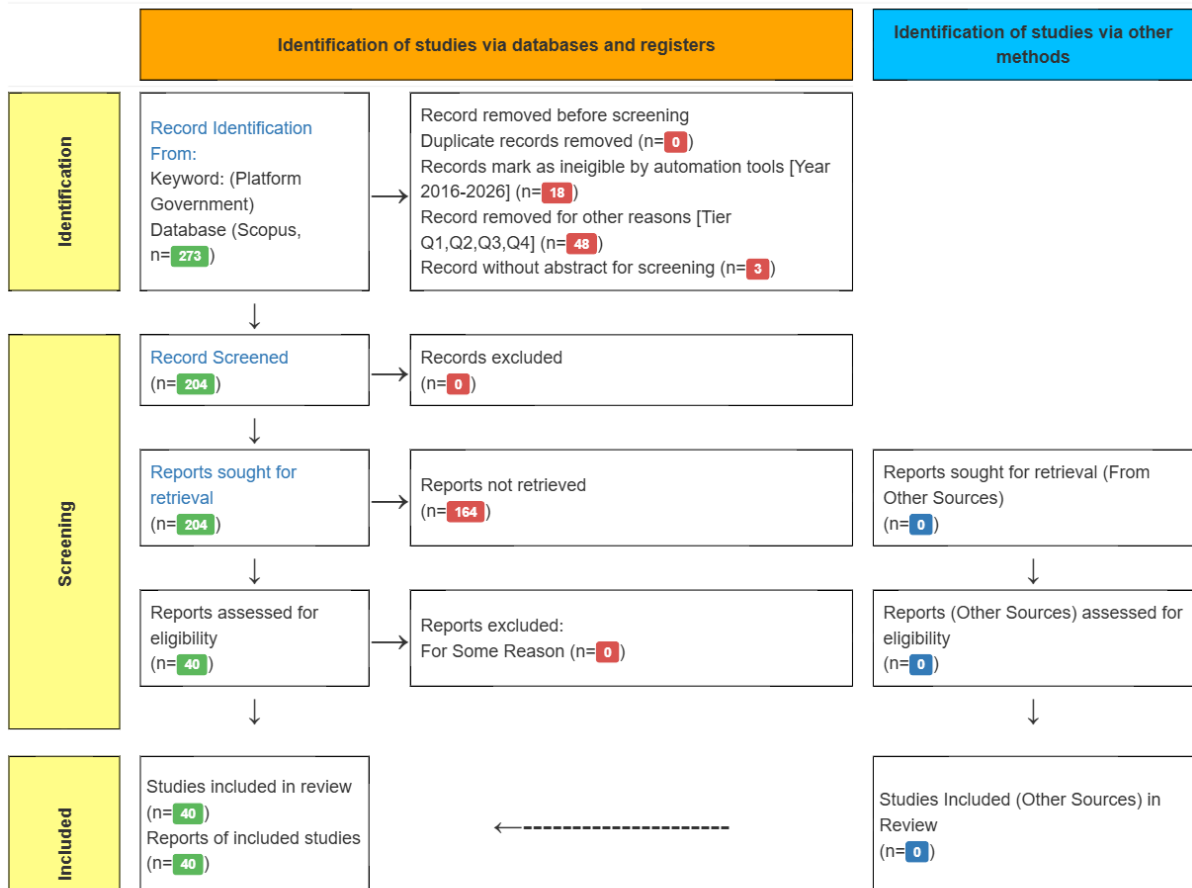 Identification of studies via databases and registers
Identification of studies via other
methods
Identification
Record Identification
From:
Keyword: (Platform
Government)
Database (Scopus,
n= 273 )
Record removed before screening
Duplicate records removed (n= 0 )
Records mark as ineigible by automation tools [Year
2016-2026] (n= 18 )
Record removed for other reasons [Tier
Q1,Q2,Q3,Q4] (n= 48 )
Record without abstract for screening (n= 3 )
Screening
Record Screened
(n= 204 )
Records excluded
(n= 0 )
Reports sought for
retrieval
(n= 204 )
Reports not retrieved
(n= 164 )
Reports sought for retrieval (From
Other Sources)
(n= 0 )
Reports assessed for
eligibility
(n= 40 )
Reports excluded:
For Some Reason (n= 0 )
Reports (Other Sources) assessed for
eligibility
(n= 0 )
Included
Studies included in review
(n= 40 )
Reports of included studies
(n= 40 )
Studies Included (Other Sources) in
Review
(n= 0 )